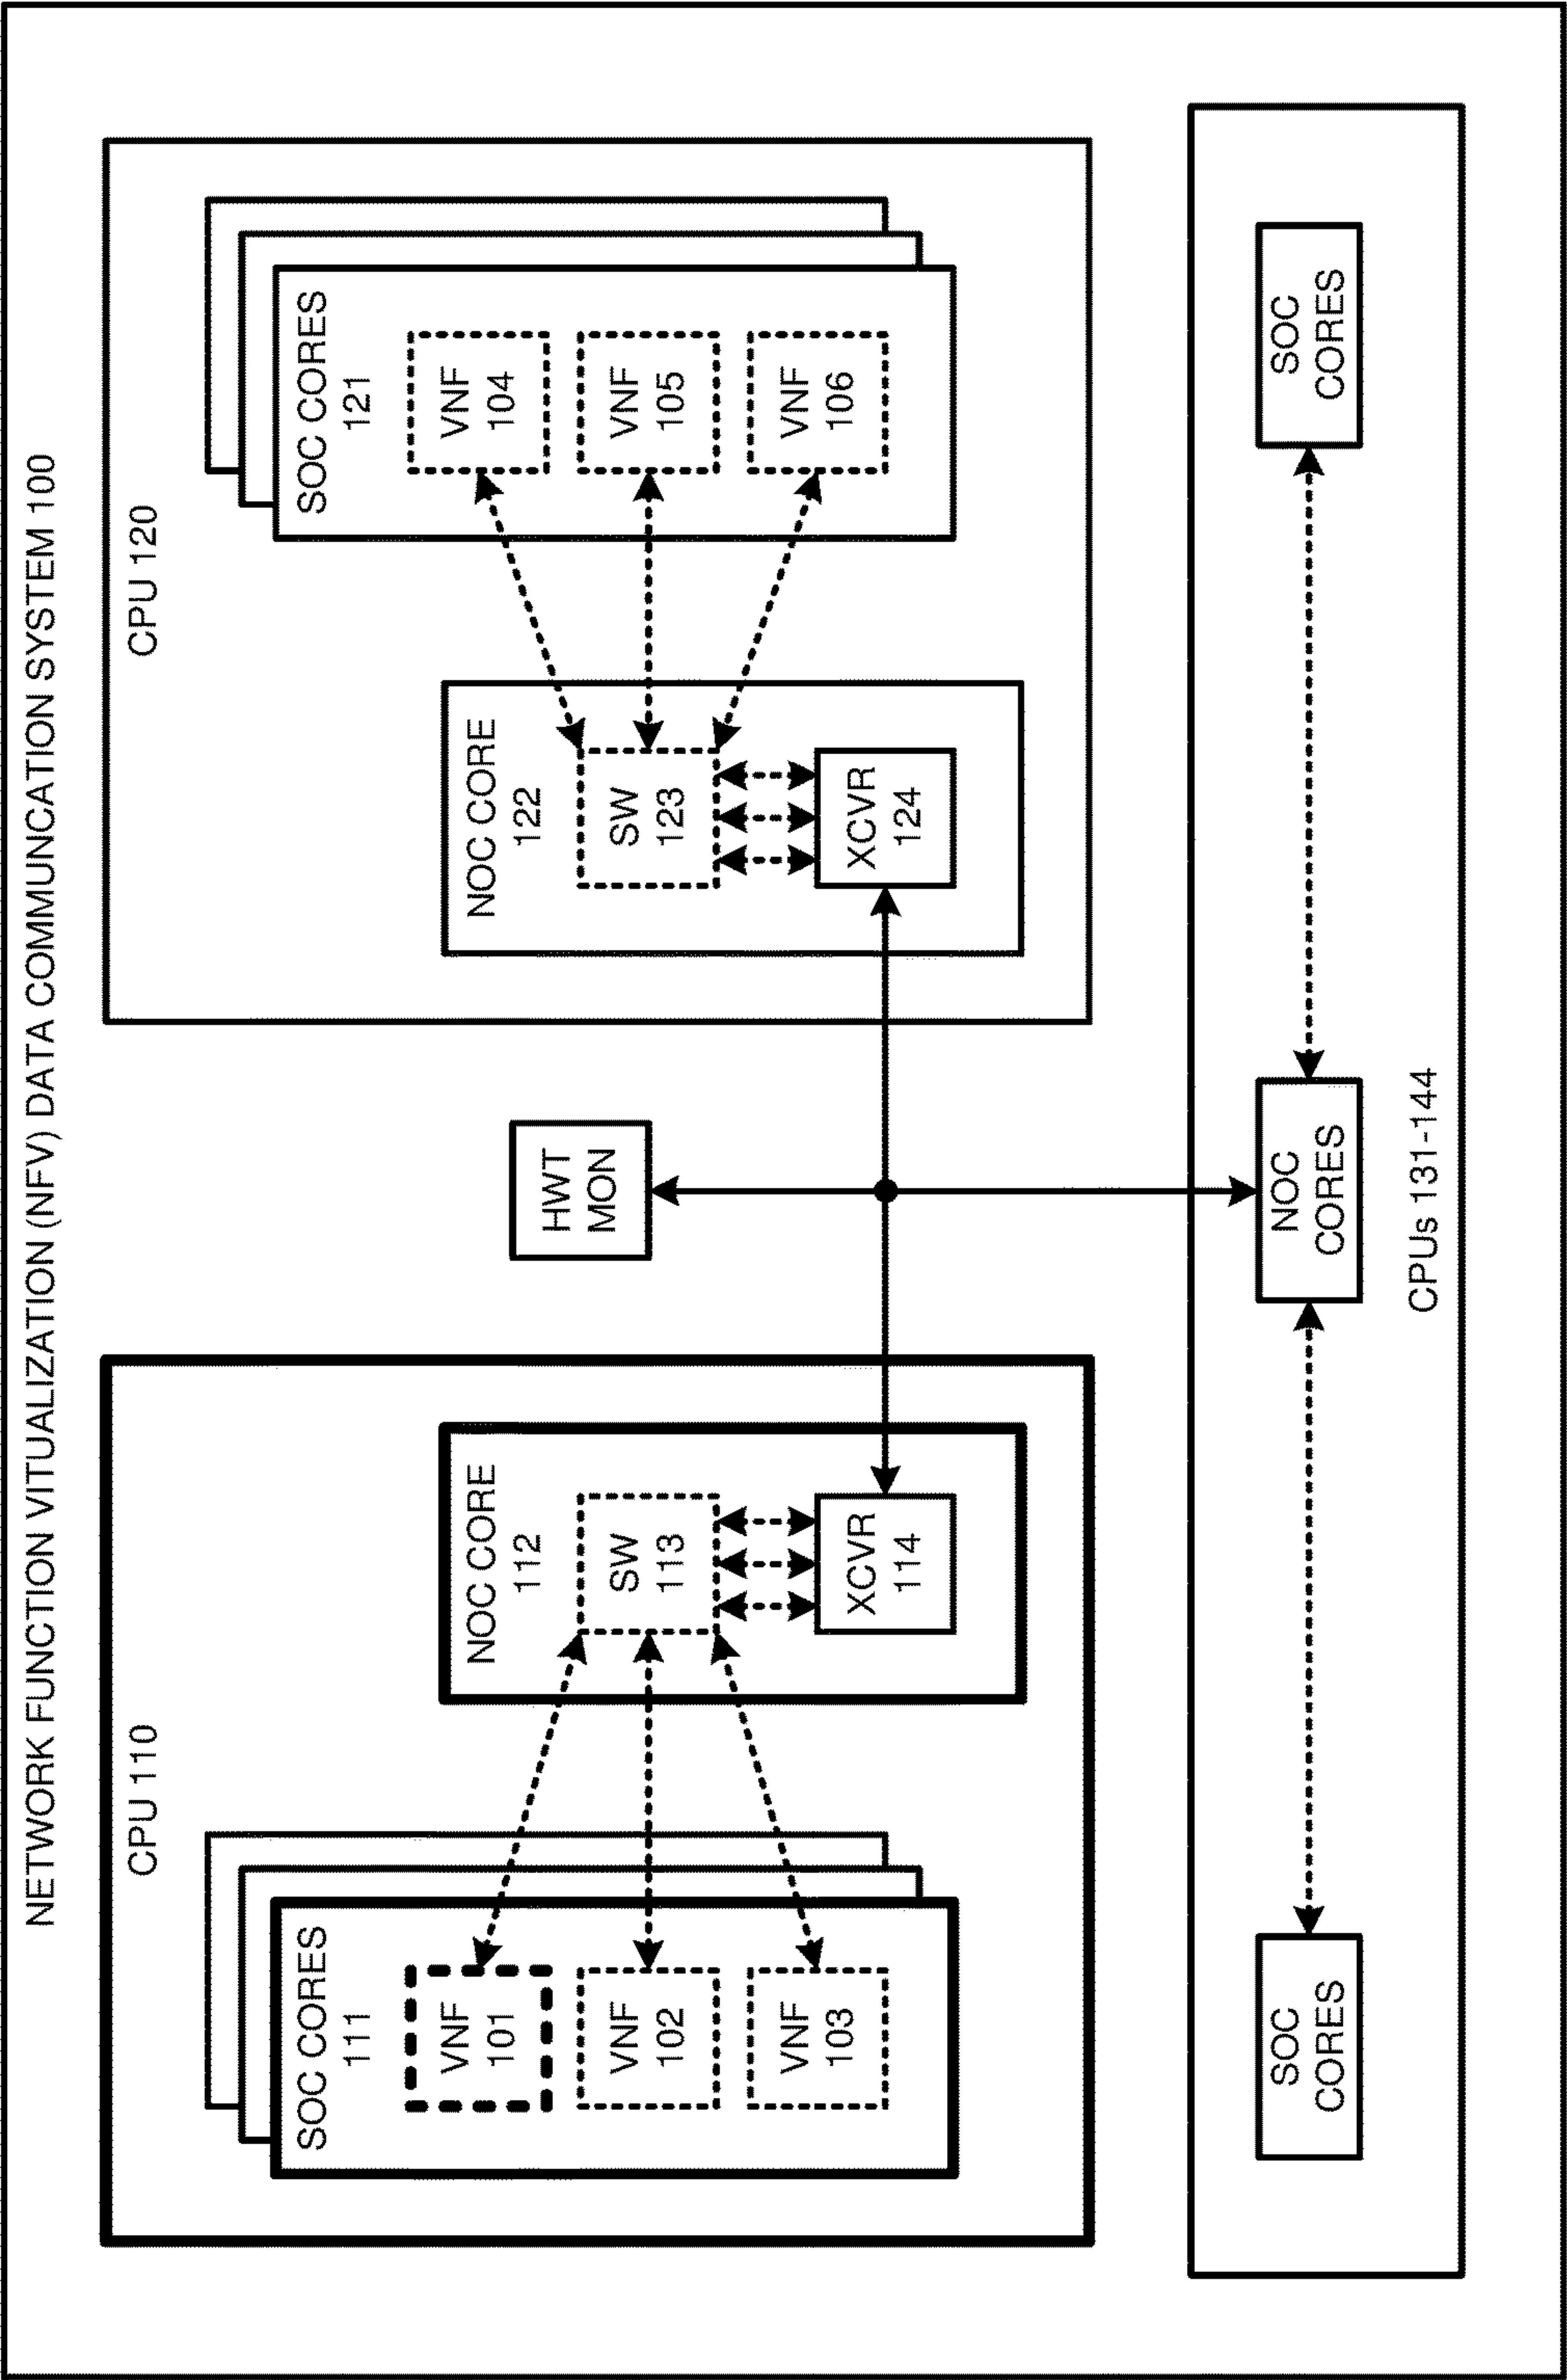 NETWORK FUNCTION VITUALIZATION (NFV) DATA COMMUNCATION SYSTEM 100
CPU 110
SOC CORES
111
VNF
101
VNF
102
VNF
103
NOC CORE
112
SW
113
XCVR
114
HWT
MON
CPU 120
NOC CORE
122
SW
123
XCVR
124
SOC CORES
121
VNF
104
VNF
105
VNF
106
SOC
CORES
NOC
CORES
SOC
CORES
CPUs 131-144